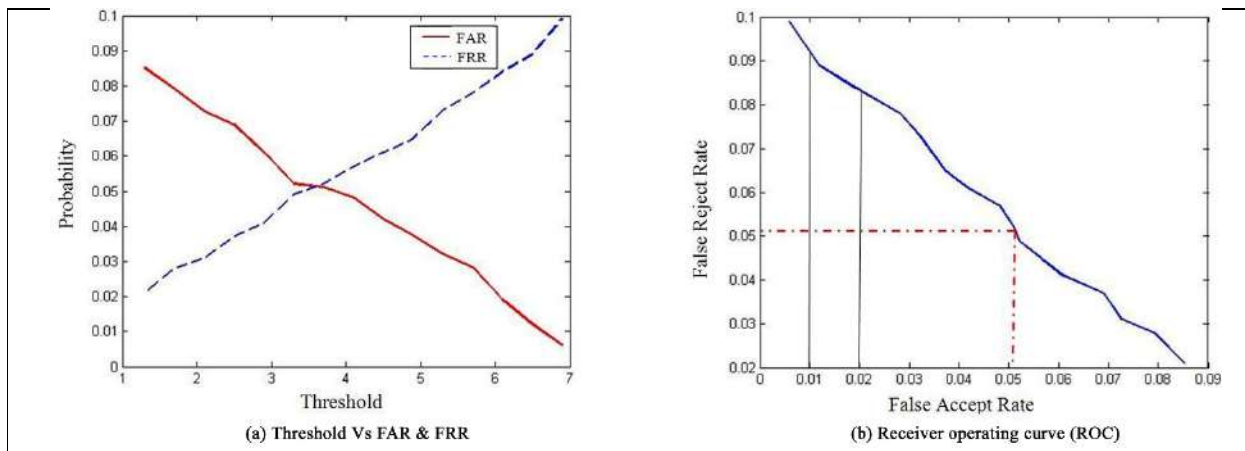 0.1
0.09
0.08
0.07
0.06
0.05
0.04
0.03
0.02
0.01
0
Probability
FAR
FRR
1 2 3 4 5 6 7
Threshold
(a) Threshold Vs FAR & FRR
0.1
0.09
0.08
0.07
0.06
0.05
0.04
0.03
0.02
False Reject Rate
0 0.01 0.02 0.03 0.04 0.05 0.06 0.07 0.08 0.09
False Accept Rate
(b) Receiver operating curve (ROC)